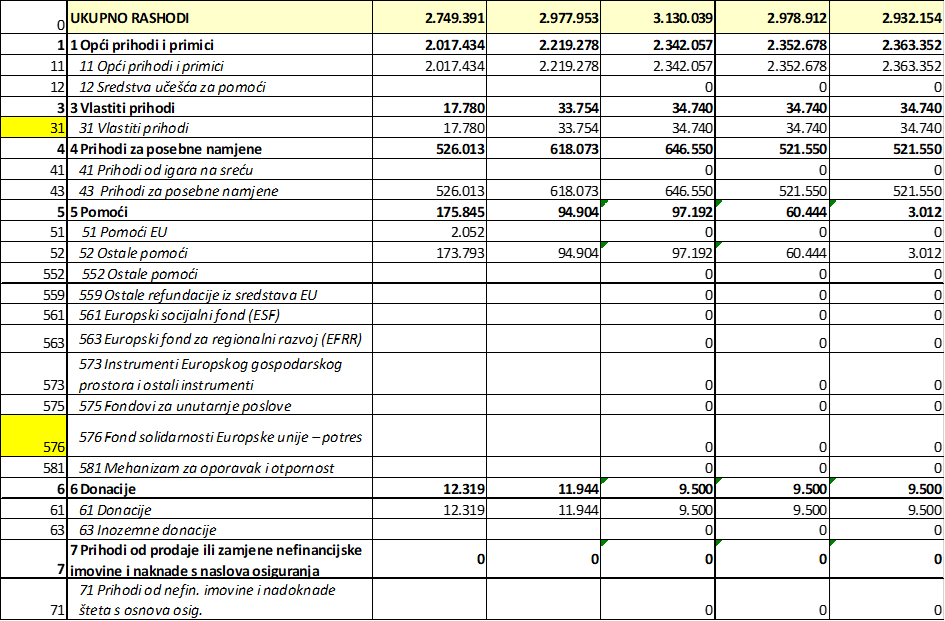 0 UKUPNO RASHODI 2.749.391 2.977.953 3.130.039 2.978.912 2.932.154
1 1 Opći prihodi i primici 2.017.434 2.219.278 2.342.057 2.352.678 2.363.352
11 11 Opći prihodi i primici 2.017.434 2.219.278 2.342.057 2.352.678 2.363.352
12 12 Sredstva učešća za pomoći 0 0 0
3 3 Vlastiti prihodi 17.780 33.754 34.740 34.740 34.740
31 31 Vlastiti prihodi 17.780 33.754 34.740 34.740 34.740
4 4 Prihodi za posebne namjene 526.013 618.073 646.550 521.550 521.550
41 41 Prihodi od igara na sreću 0 0 0
43 43 Prihodi za posebne namjene 526.013 618.073 646.550 521.550 521.550
5 5 Pomoći 175.845 94.904 97.192 60.444 3.012
51 51 Pomoći EU 2.052 0 0 0
52 52 Ostale pomoći 173.793 94.904 97.192 60.444 3.012
552 552 Ostale pomoći 0 0 0
559 559 Ostale refundacije iz sredstava EU 0 0 0
561 561 Europski socijalni fond (ESF) 0 0 0
563 563 Europski fond za regionalni razvoj (EFRR) 0 0 0
573 Instrumenti Europskog gospodarskog
573 prostora i ostali instrumenti 0 0 0
575 575 Fondovi za unutarnje poslove 0 0 0
576 576 Fond solidarnosti Europske unije – potres 0 0 0
581 581 Mehanizam za oporavak i otpornost 0 0 0
6 6 Donacije 12.319 11.944 9.500 9.500 9.500
61 61 Donacije 12.319 11.944 9.500 9.500 9.500
63 63 Inozemne donacije 0 0 0
7 Prihodi od prodaje ili zamjene nefinancijske
7 imovine i naknade s naslova osiguranja 0 0 0 0 0
71 Prihodi od nefin. imovine i nadoknade
71 šteta s osnova osig. 0 0 0